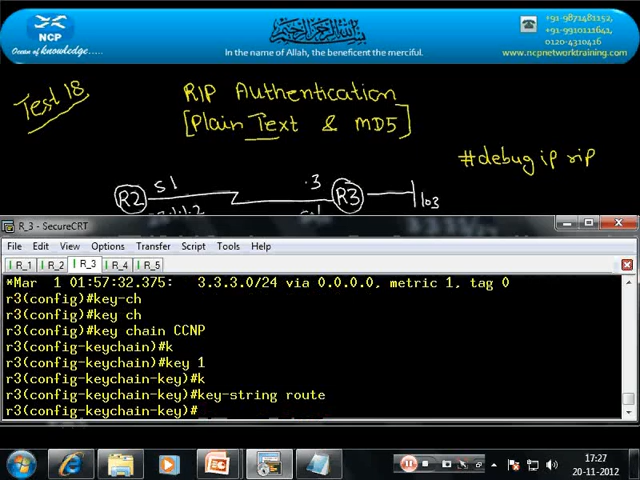 NCP
Ocean of knowledge.....
بسم الله الرحمن الرحيم
In the name of Allah, the beneficent the merciful.
+91-9871481152,
+91-9910111642,
0120-4310416
www.ncpnetworktraining.com
Test 18
RIP Authentication
[Plain Text & MD5]
#debug ip rip
R2 S1 .3 R3 lo3
R_3 - SecureCRT
File Edit View Options Transfer Script Tools Help
R_1 R_2 R_3 R_4 R_5
*Mar 1 01:57:32.375: 3.3.3.0/24 via 0.0.0.0, metric 1, tag 0
r3(config)#key-ch
r3(config)#key ch
r3(config)#key chain CCNP
r3(config-keychain)#k
r3(config-keychain)#key 1
r3(config-keychain-key)#k
r3(config-keychain-key)#key-string route
r3(config-keychain-key)#
17:27
20-11-2012